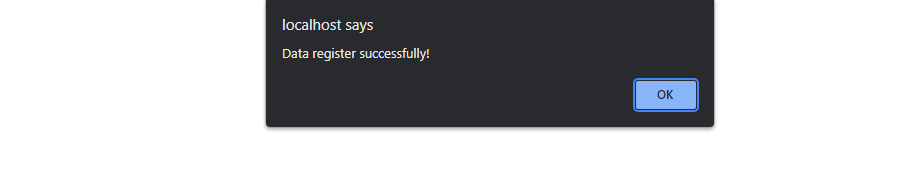 localhost says
Data register successfully!
OK